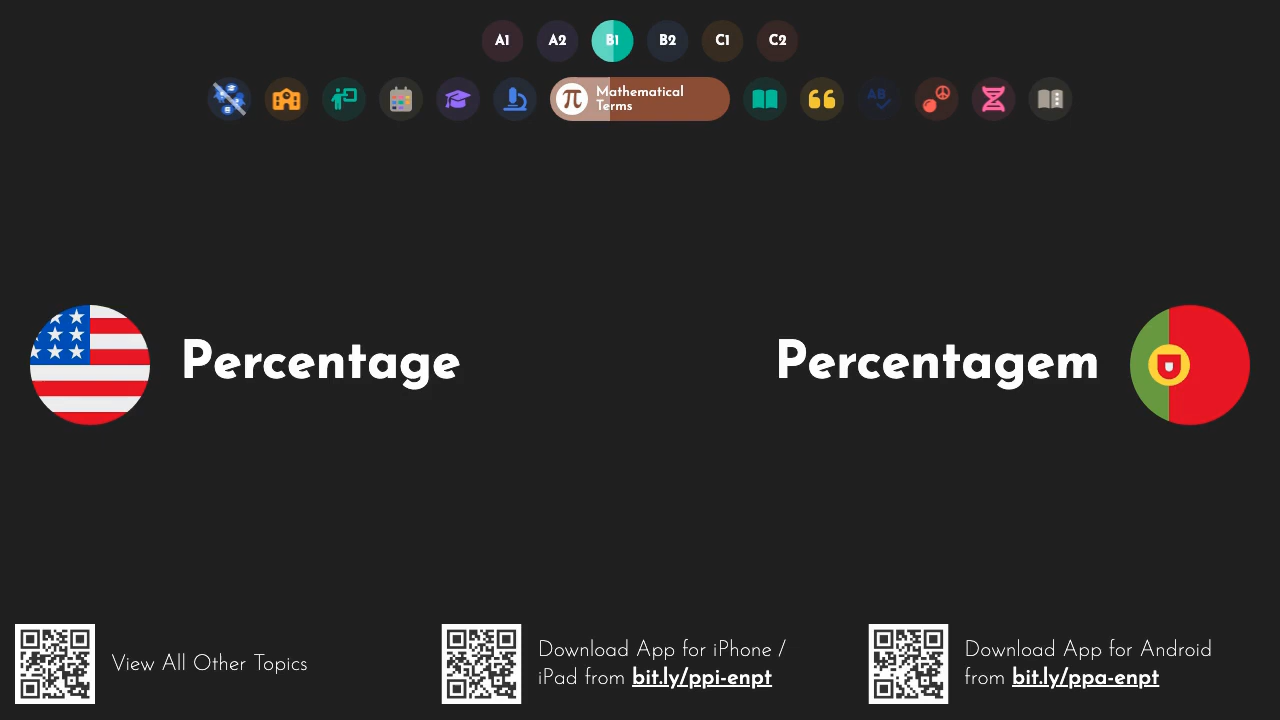 A1 A2 B1 B2 C1 C2
Mathematical
Terms
AB
Percentage
Percentagem
View All Other Topics
Download App for iPhone /
iPad from bit.ly/ppi-enpt
Download App for Android
from bit.ly/ppa-enpt